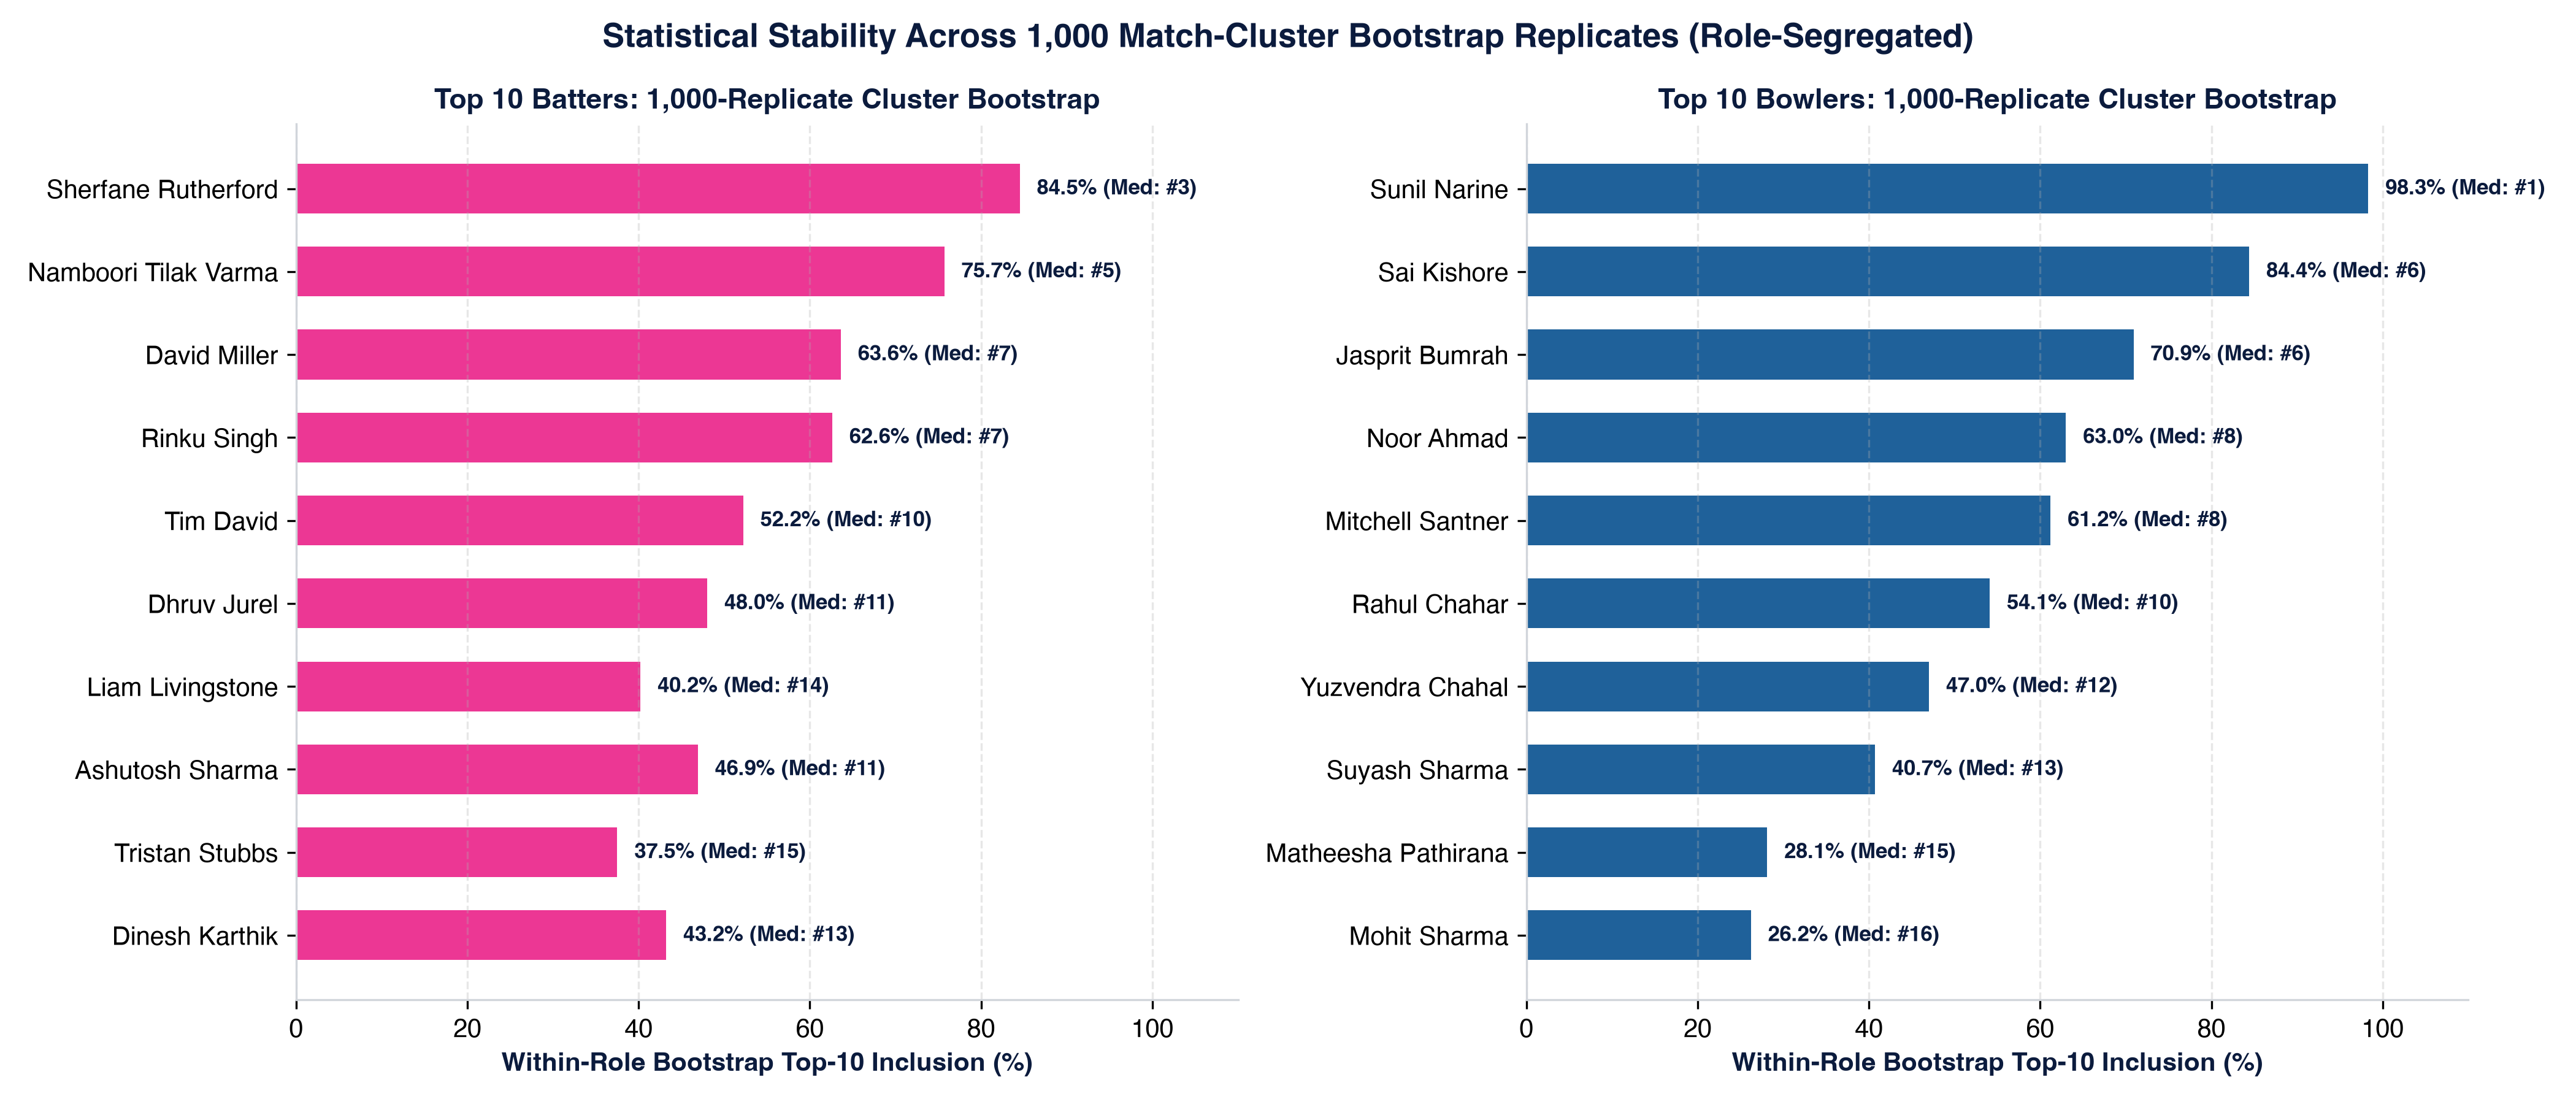 Statistical Stability Across 1,000 Match-Cluster Bootstrap Replicates (Role-Segregated)
Top 10 Batters: 1,000-Replicate Cluster Bootstrap
Sherfane Rutherford
84.5% (Med: #3)
Namboori Tilak Varma
75.7% (Med: #5)
David Miller
63.6% (Med: #7)
Rinku Singh
62.6% (Med: #7)
Tim David
52.2% (Med: #10)
Dhruv Jurel
48.0% (Med: #11)
Liam Livingstone
40.2% (Med: #14)
Ashutosh Sharma
46.9% (Med: #11)
Tristan Stubbs
37.5% (Med: #15)
Dinesh Karthik
43.2% (Med: #13)
0 20 40 60 80 100
Within-Role Bootstrap Top-10 Inclusion (%)
Top 10 Bowlers: 1,000-Replicate Cluster Bootstrap
Sunil Narine
98.3% (Med: #1)
Sai Kishore
84.4% (Med: #6)
Jasprit Bumrah
70.9% (Med: #6)
Noor Ahmad
63.0% (Med: #8)
Mitchell Santner
61.2% (Med: #8)
Rahul Chahar
54.1% (Med: #10)
Yuzvendra Chahal
47.0% (Med: #12)
Suyash Sharma
40.7% (Med: #13)
Matheesha Pathirana
28.1% (Med: #15)
Mohit Sharma
26.2% (Med: #16)
0 20 40 60 80 100
Within-Role Bootstrap Top-10 Inclusion (%)